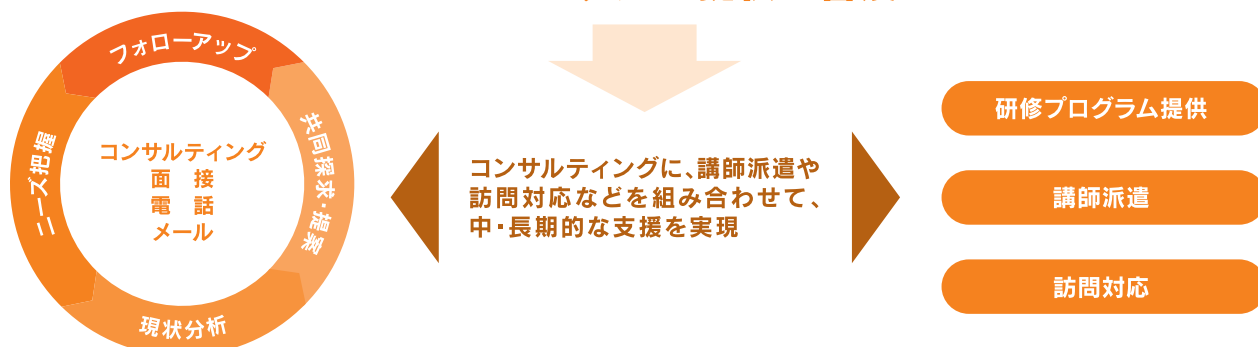 フォローアップ
共同探求・提案
現状分析
ニーズ把握
コンサルティング
面　接
電　話
メール
コンサルティングに、講師派遣や
訪問対応などを組み合わせて、
中・長期的な支援を実現
研修プログラム提供
講師派遣
訪問対応